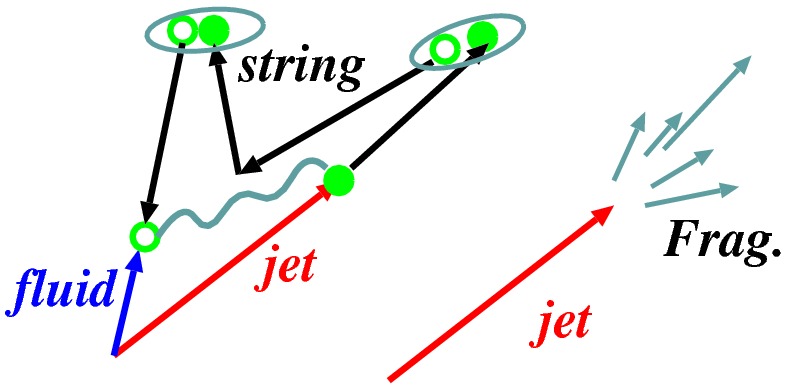 string
fluid
jet
Frag.
jet